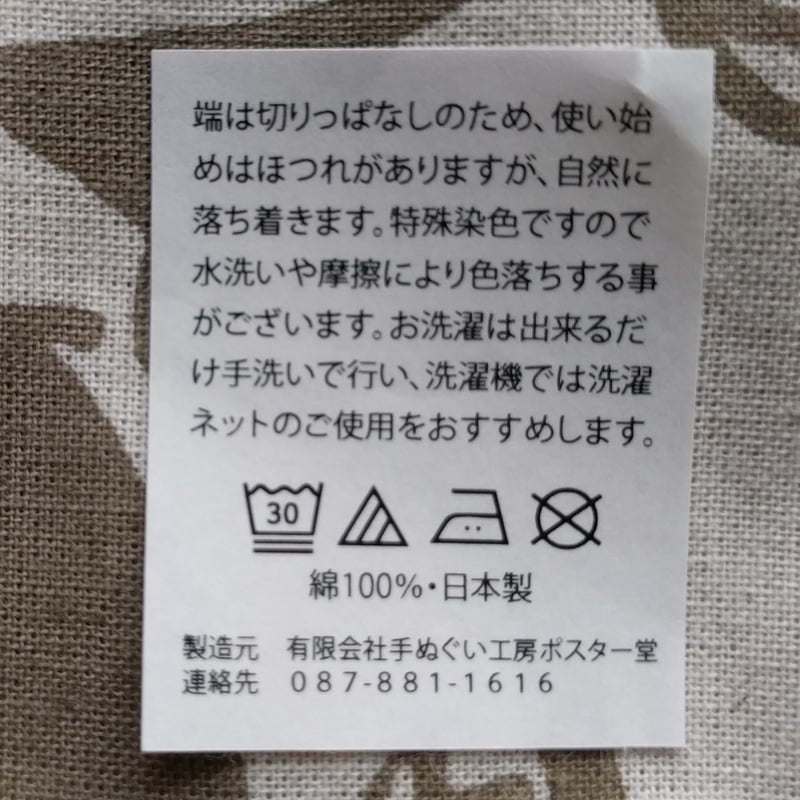 端は切りっぱなしのため、使い始
めはほつれがありますが、自然に
落ち着きます。特殊染色ですので
水洗いや摩擦により色落ちする事
がございます。お洗濯は出来るだ
け手洗いで行い、洗濯機では洗濯
ネットのご使用をおすすめします。
30
綿100%・日本製
製造元 有限会社手ぬぐい工房ポスター堂
連絡先 087-881-1616